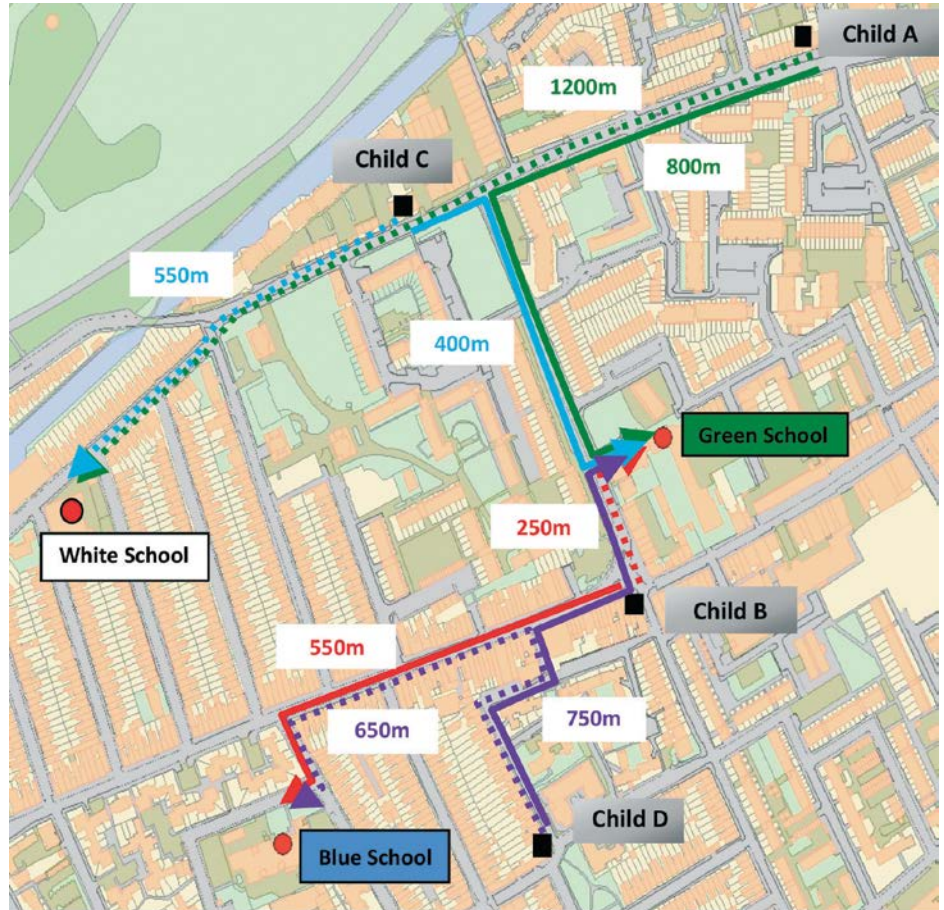 Child A
1200m
Child C
800m
550m
400m
Green School
250m
White School
Child B
550m
650m
750m
Child D
Blue School